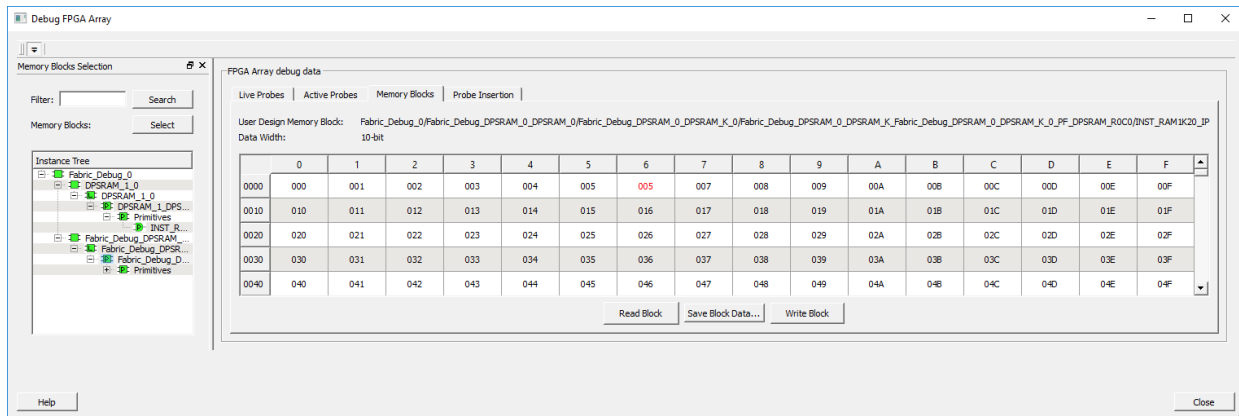 Debug FPGA Array
Memory Blocks Selection
Filter:
Search
Memory Blocks:
Select
Instance Tree
Fabric_Debug_0
DPSRAM_1_0
DPSRAM_1_0
DPSRAM_1_DPS...
Primitives
INST_R...
Fabric_Debug_DPSRAM_...
Fabric_Debug_DPSR...
Fabric_Debug_D...
Primitives
FPGA Array debug data
Live Probes Active Probes Memory Blocks Probe Insertion
User Design Memory Block: Fabric_Debug_0/Fabric_Debug_DPSRAM_0_DPSRAM_0/Fabric_Debug_DPSRAM_0_DPSRAM_K_0/Fabric_Debug_DPSRAM_0_DPSRAM_K_Fabric_Debug_DPSRAM_0_DPSRAM_K_0_PF_DPSRAM_R0C0/INST_RAM1K20_IP
Data Width: 10-bit
0 1 2 3 4 5 6 7 8 9 A B C D E F
0000 000 001 002 003 004 005 005 007 008 009 00A 00B 00C 00D 00E 00F
0010 010 011 012 013 014 015 016 017 018 019 01A 01B 01C 01D 01E 01F
0020 020 021 022 023 024 025 026 027 028 029 02A 02B 02C 02D 02E 02F
0030 030 031 032 033 034 035 036 037 038 039 03A 03B 03C 03D 03E 03F
0040 040 041 042 043 044 045 046 047 048 049 04A 04B 04C 04D 04E 04F
Read Block Save Block Data... Write Block
Help
Close